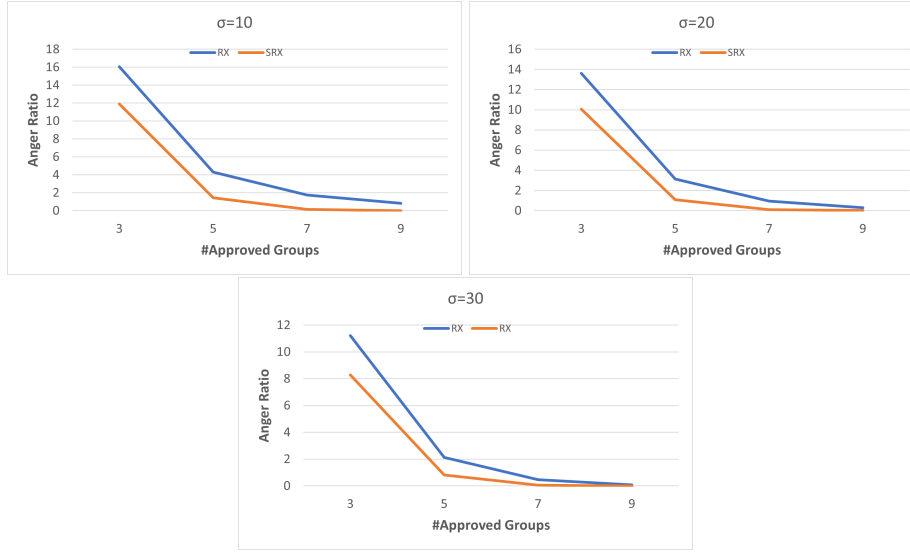 σ=10
RX SRX
18
16
14
12
10
8
6
4
2
0
Anger Ratio
3 5 7 9
#Approved Groups
σ=20
RX SRX
16
14
12
10
8
6
4
2
0
Anger Ratio
3 5 7 9
#Approved Groups
σ=30
RX RX
12
10
8
6
4
2
0
Anger Ratio
3 5 7 9
#Approved Groups